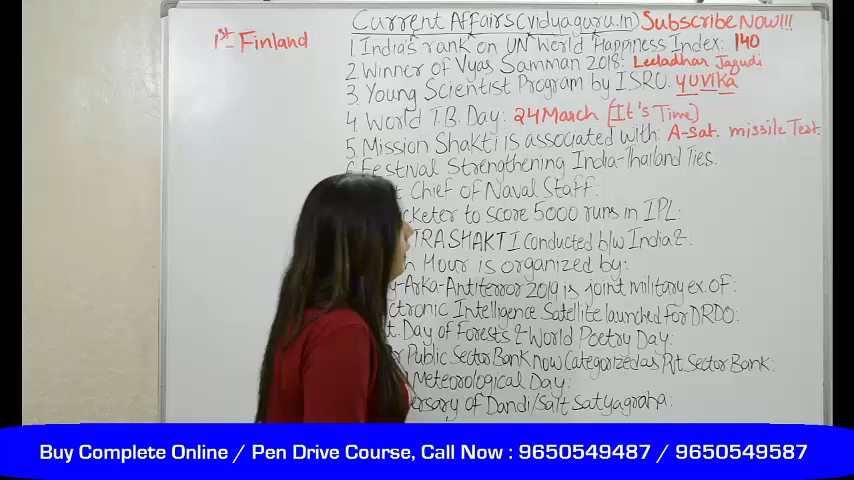 Current Affairs (vidyaguru.in) Subscribe Now!!!
1st - Finland
1. India's rank on UN World Happiness Index: 140
2. Winner of Vyas Samman 2018: Leeladhar Jagudi
3. Young Scientist Program by ISRO: YUVIKA
4. World T.B. Day: 24 March (It's Time)
5. Mission Shakti is associated with: A-Sat. missile Test.
Festival Strengthening India-Thailand Ties:
Chief of Naval Staff:
cketer to score 5000 runs in IPL:
TRASHAKTI conducted b/w India &:
Hour is organized by:
y-Arka-Antiterror 2019 is joint military ex. of:
ctronic Intelligence Satellite launched for DRDO:
t. Day of Forests & World Poetry Day:
Public Sector Bank now Categorized as Pvt. Sector Bank:
Meteorological Day:
ersary of Dandi/Salt Satyagraha:
Buy Complete Online / Pen Drive Course, Call Now : 9650549487 / 9650549587